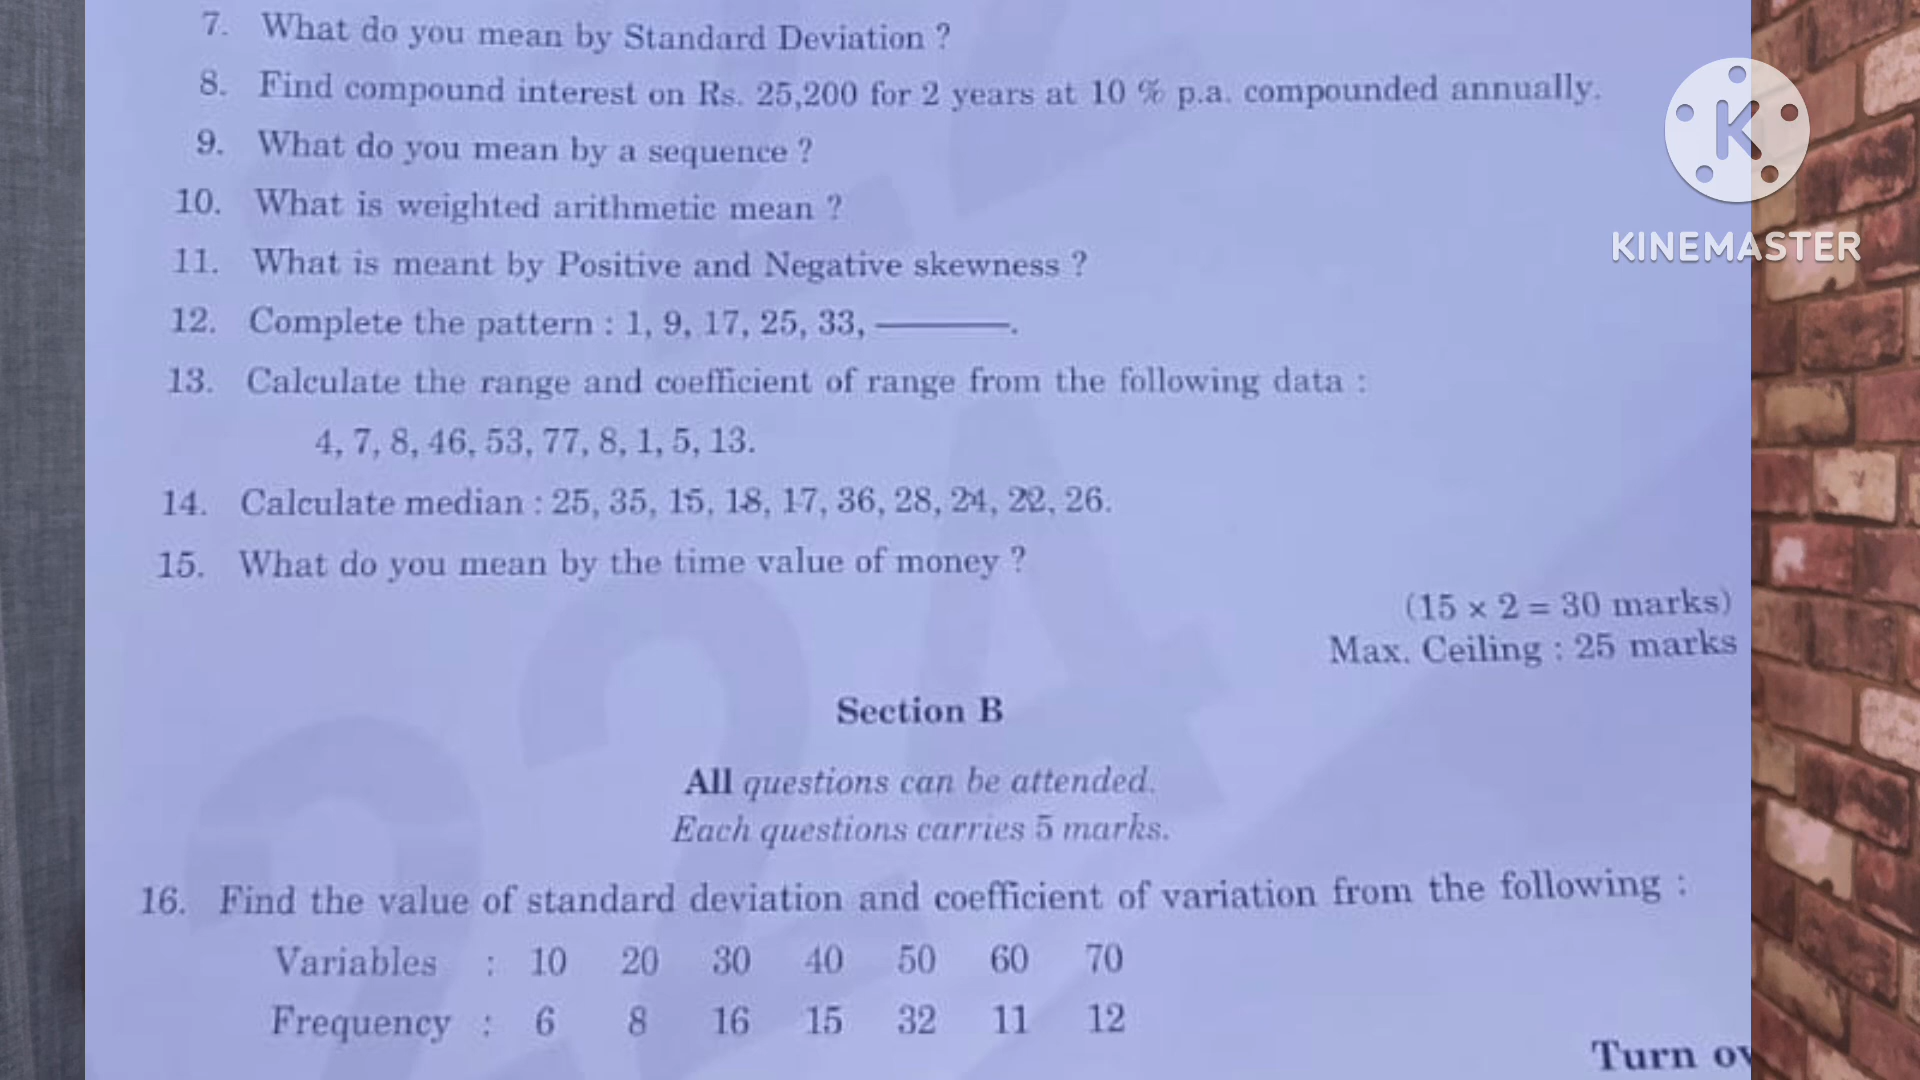 7. What do you mean by Standard Deviation ?
8. Find compound interest on Rs. 25,200 for 2 years at 10 % p.a. compounded annually.
9. What do you mean by a sequence ?
10. What is weighted arithmetic mean ?
11. What is meant by Positive and Negative skewness ?
12. Complete the pattern : 1, 9, 17, 25, 33, ———.
13. Calculate the range and coefficient of range from the following data :
4, 7, 8, 46, 53, 77, 8, 1, 5, 13.
14. Calculate median : 25, 35, 15, 18, 17, 36, 28, 24, 22, 26.
15. What do you mean by the time value of money ?
(15 × 2 = 30 marks)
Max. Ceiling : 25 marks
Section B
All questions can be attended.
Each questions carries 5 marks.
16. Find the value of standard deviation and coefficient of variation from the following :
Variables : 10 20 30 40 50 60 70
Frequency : 6 8 16 15 32 11 12
Turn ov
K
KINEMASTER